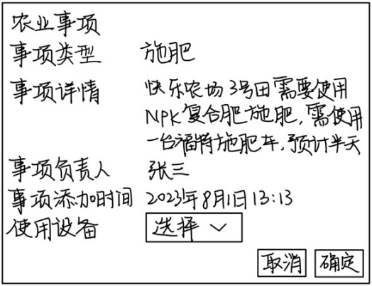 农业事项
事项类型 施肥
事项详情 快乐农场3号田需要使用
NPK复合肥施肥,需使用
一台福特施肥车,预计半天
事项负责人 张三
事项添加时间 2023年8月1日 13:13
使用设备 选择
取消 确定